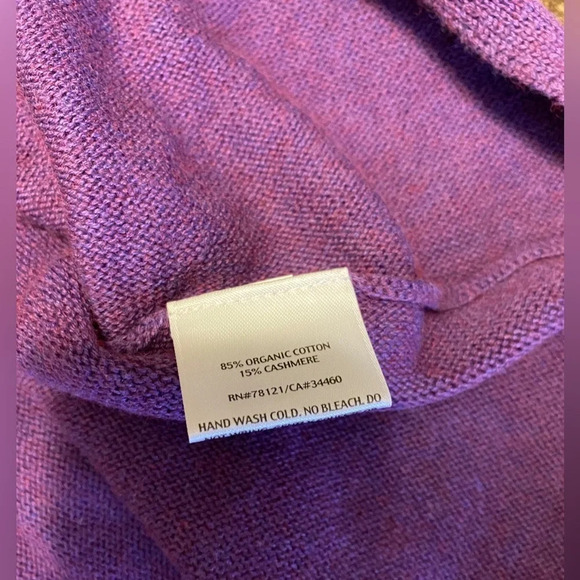 85% ORGANIC COTTON
15% CASHMERE
RN#78121/CA#34460
HAND WASH COLD. NO BLEACH. DO